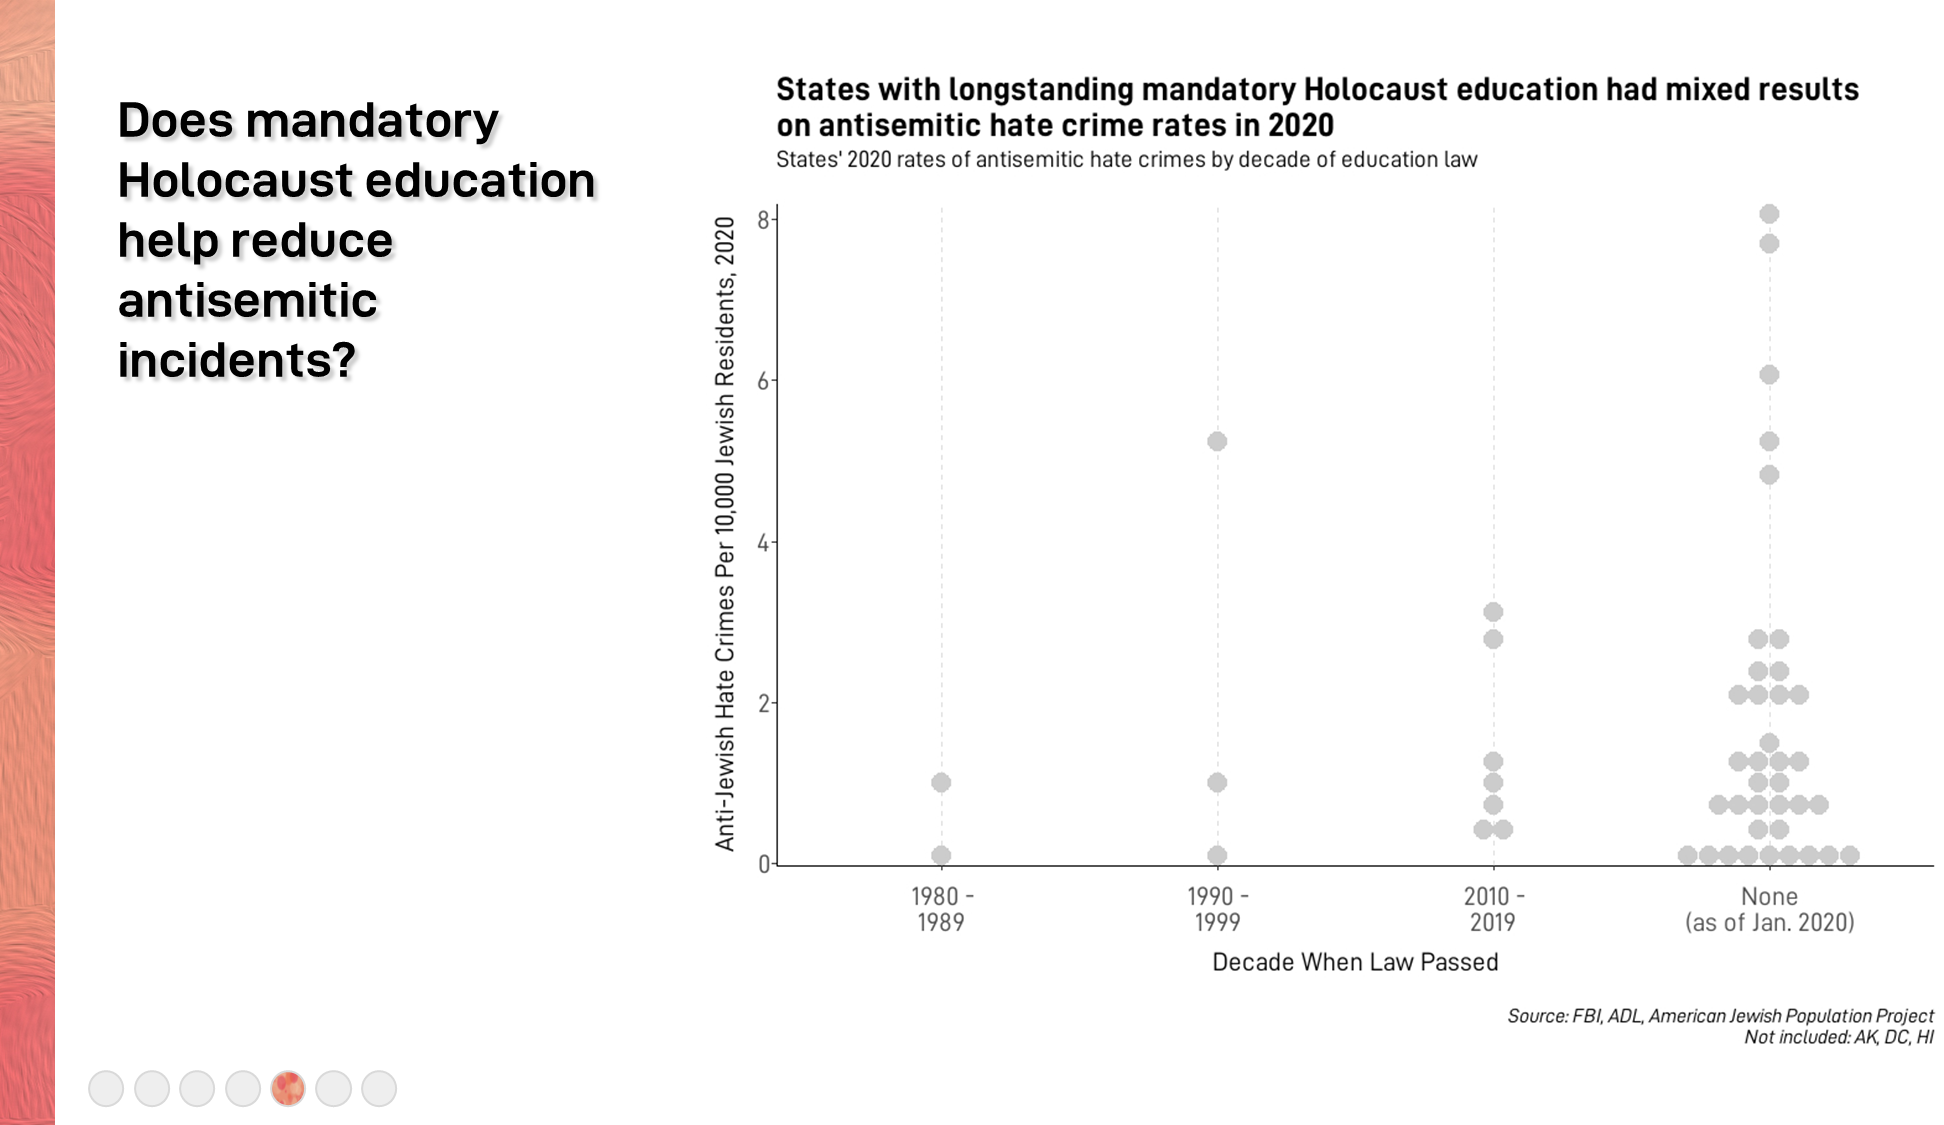 Does mandatory
Holocaust education
help reduce
antisemitic
incidents?
States with longstanding mandatory Holocaust education had mixed results
on antisemitic hate crime rates in 2020
States' 2020 rates of antisemitic hate crimes by decade of education law
Anti-Jewish Hate Crimes Per 10,000 Jewish Residents, 2020
8
6
4
2
0
1980 -
1989
1990 -
1999
2010 -
2019
None
(as of Jan. 2020)
Decade When Law Passed
Source: FBI, ADL, American Jewish Population Project
Not included: AK, DC, HI